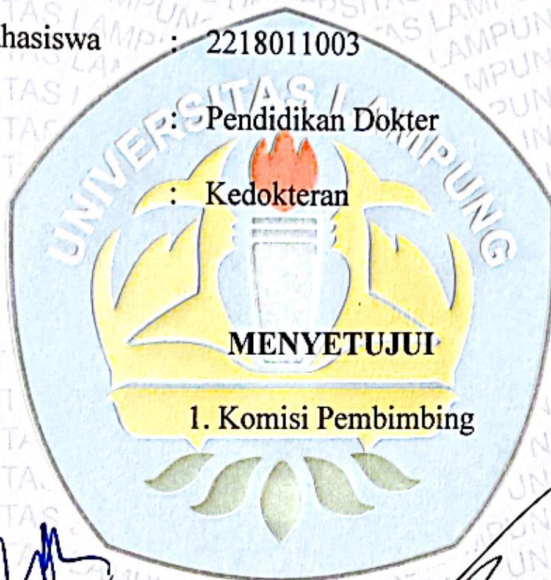 hasiswa : 2218011003
: Pendidikan Dokter
: Kedokteran
UNIVERSITAS LAMPUNG
MENYETUJUI
1. Komisi Pembimbing